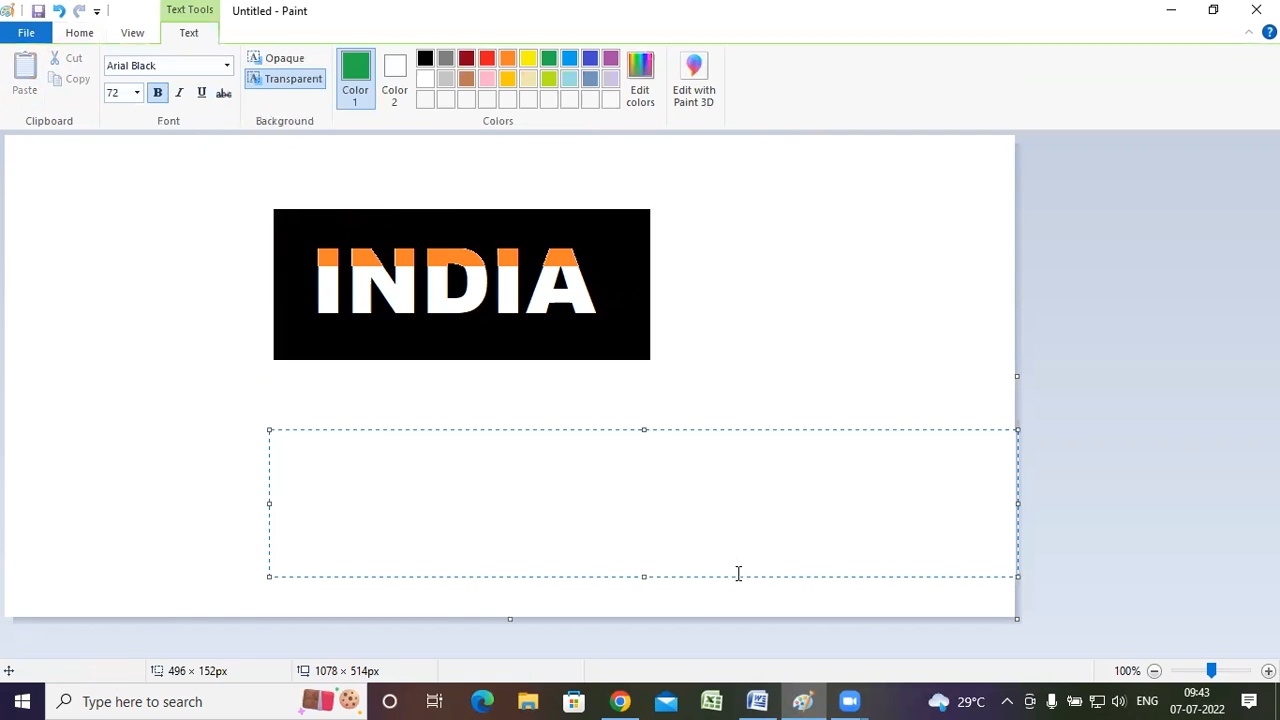 Text Tools
Untitled - Paint
File
Home
View
Text
Paste
Cut
Copy
Clipboard
Arial Black
72
B
I
U
abc
Font
Opaque
Transparent
Background
Color 1
Color 2
Edit colors
Colors
Edit with Paint 3D
INDIA
496 × 152px
1078 × 514px
100%
Type here to search
29°C
ENG
09:43
07-07-2022